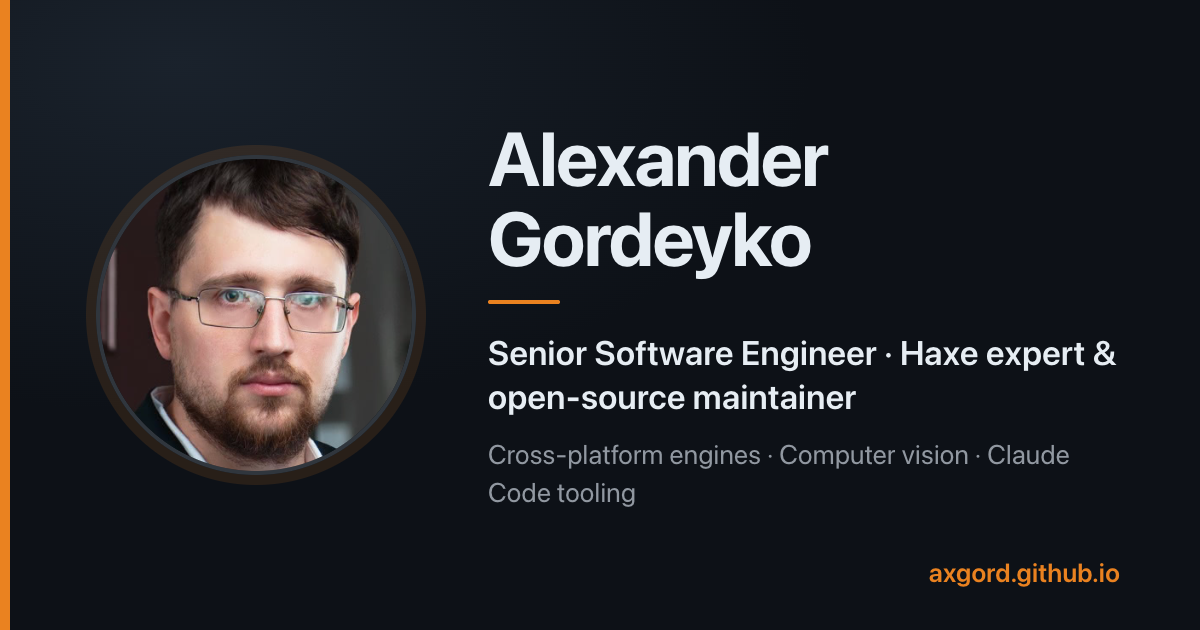 Alexander
Gordeyko
Senior Software Engineer · Haxe expert &
open-source maintainer
Cross-platform engines · Computer vision · Claude
Code tooling
axgord.github.io